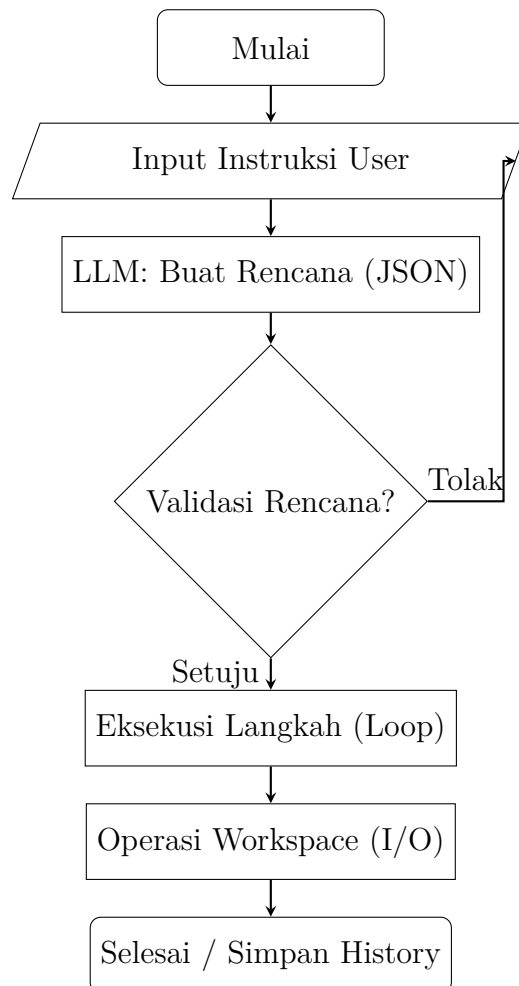 Mulai
Input Instruksi User
LLM: Buat Rencana (JSON)
Validasi Rencana?
Tolak
Setuju
Eksekusi Langkah (Loop)
Operasi Workspace (I/O)
Selesai / Simpan History